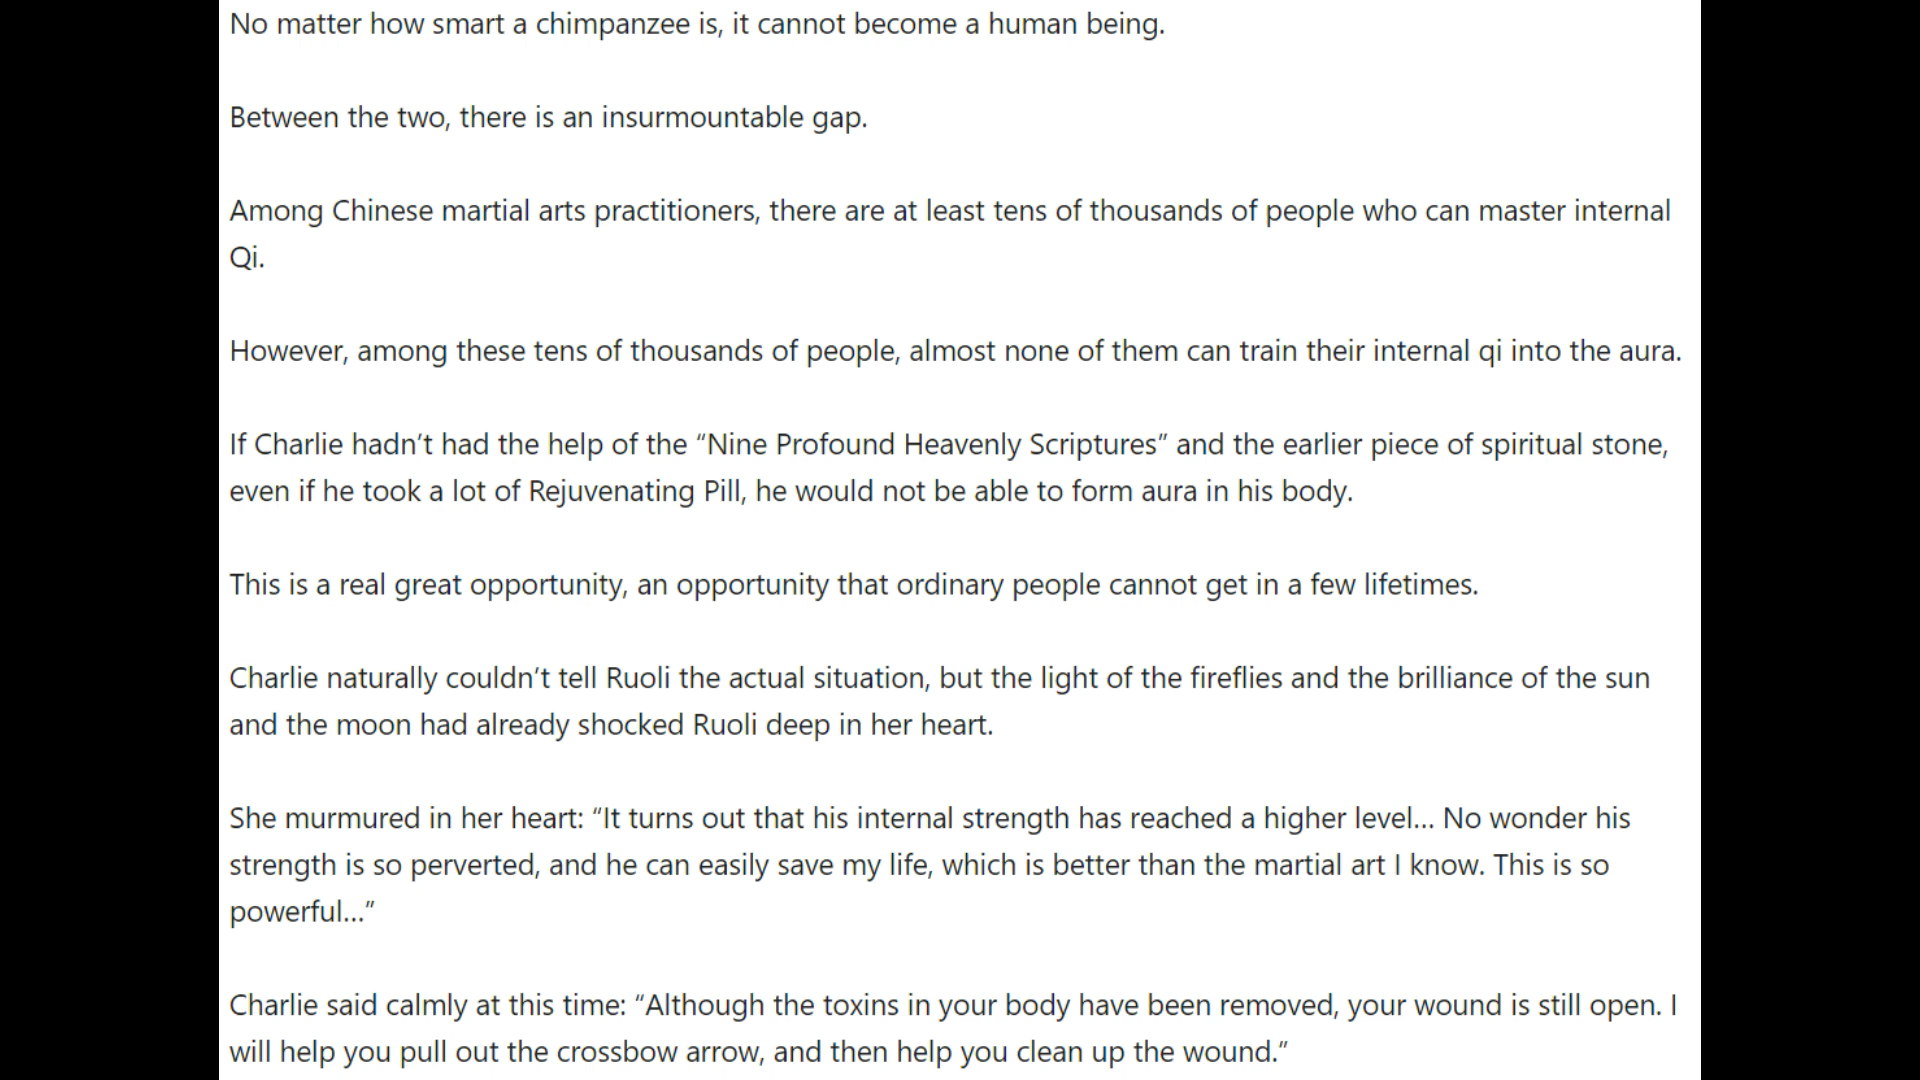 No matter how smart a chimpanzee is, it cannot become a human being.
Between the two, there is an insurmountable gap.
Among Chinese martial arts practitioners, there are at least tens of thousands of people who can master internal
Qi.
However, among these tens of thousands of people, almost none of them can train their internal qi into the aura.
If Charlie hadn’t had the help of the “Nine Profound Heavenly Scriptures” and the earlier piece of spiritual stone,
even if he took a lot of Rejuvenating Pill, he would not be able to form aura in his body.
This is a real great opportunity, an opportunity that ordinary people cannot get in a few lifetimes.
Charlie naturally couldn’t tell Ruoli the actual situation, but the light of the fireflies and the brilliance of the sun
and the moon had already shocked Ruoli deep in her heart.
She murmured in her heart: “It turns out that his internal strength has reached a higher level… No wonder his
strength is so perverted, and he can easily save my life, which is better than the martial art I know. This is so
powerful…”
Charlie said calmly at this time: “Although the toxins in your body have been removed, your wound is still open. I
will help you pull out the crossbow arrow, and then help you clean up the wound.”